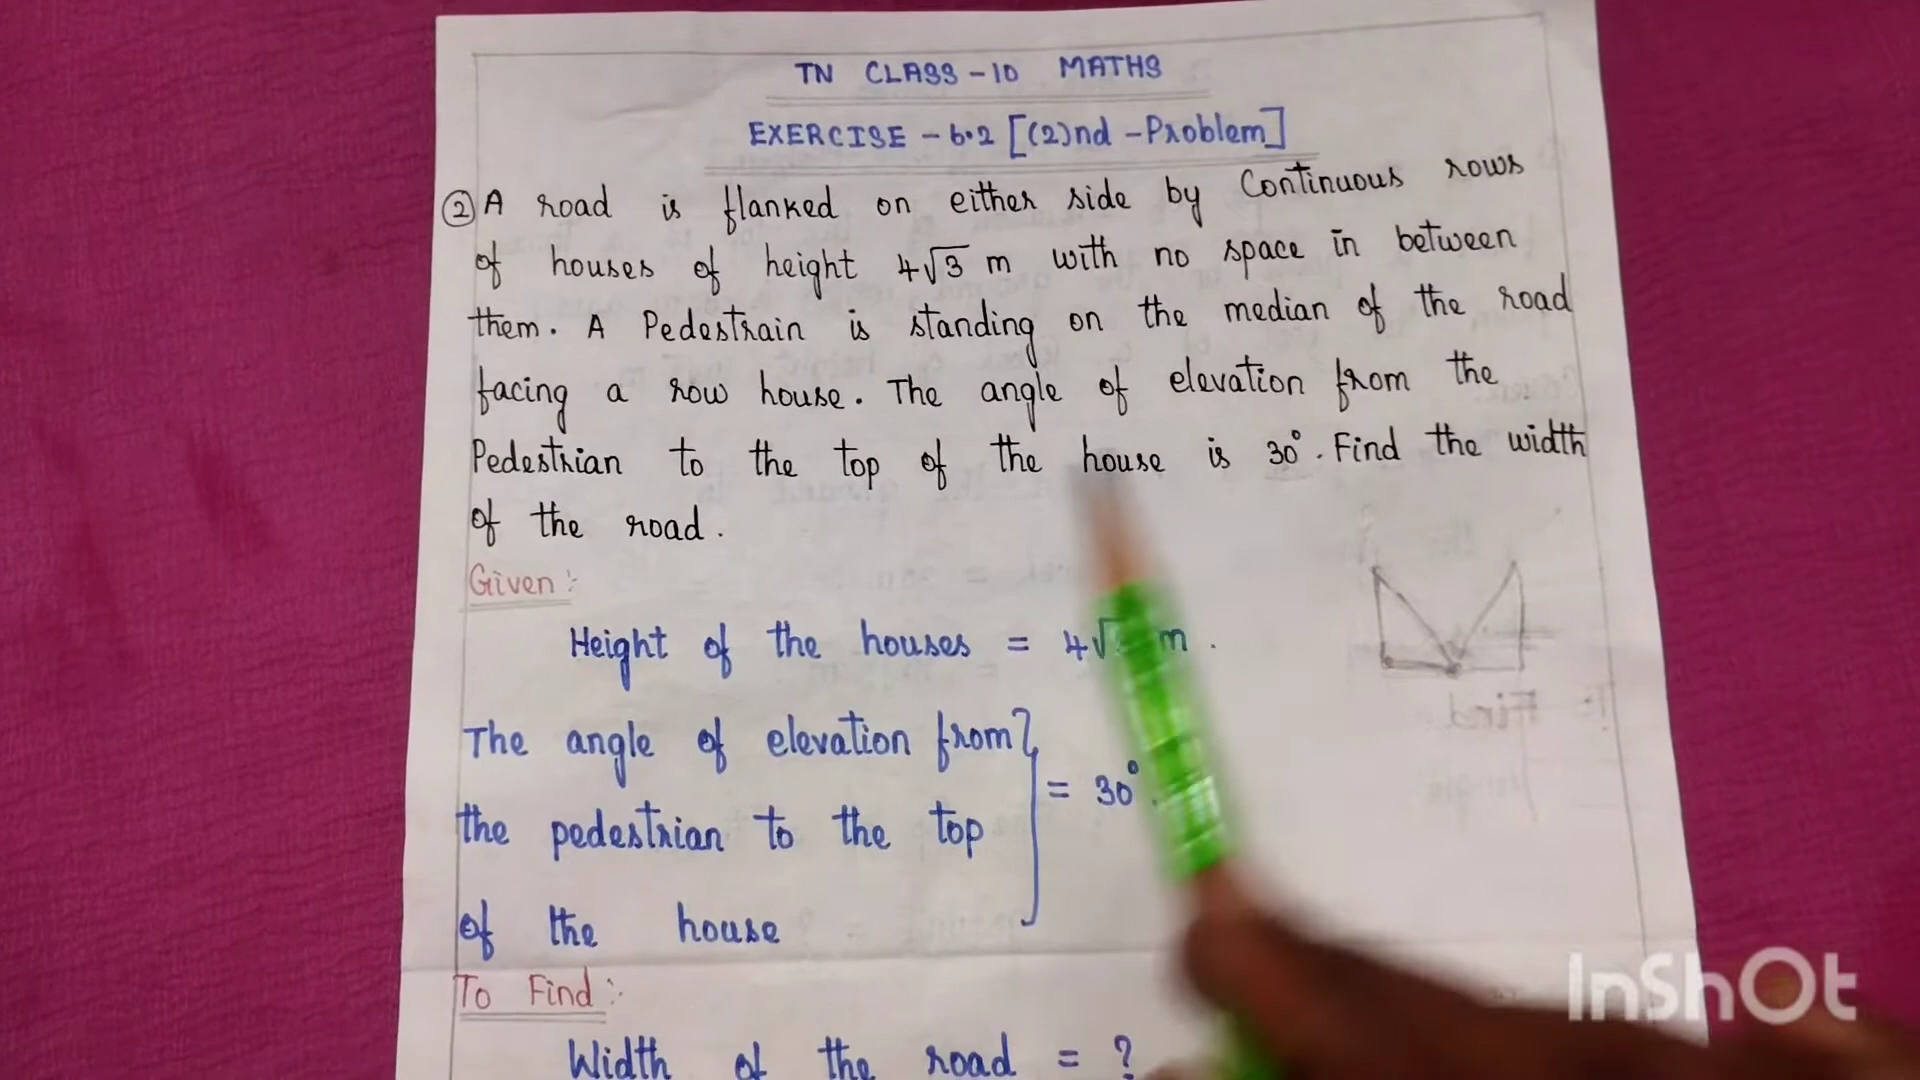 TN CLASS - 10 MATHS
EXERCISE - 6.2 [(2)nd - Problem]
② A road is flanked on either side by Continuous rows
of houses of height 4√3 m with no space in between
them. A Pedestrain is standing on the median of the road
facing a row house. The angle of elevation from the
Pedestrian to the top of the house is 30°. Find the width
of the road.
Given :-
Height of the houses = 4√ m.
The angle of elevation from
the pedestrian to the top
of the house
= 30°.
To Find :-
Width of the road = ?
InShOt